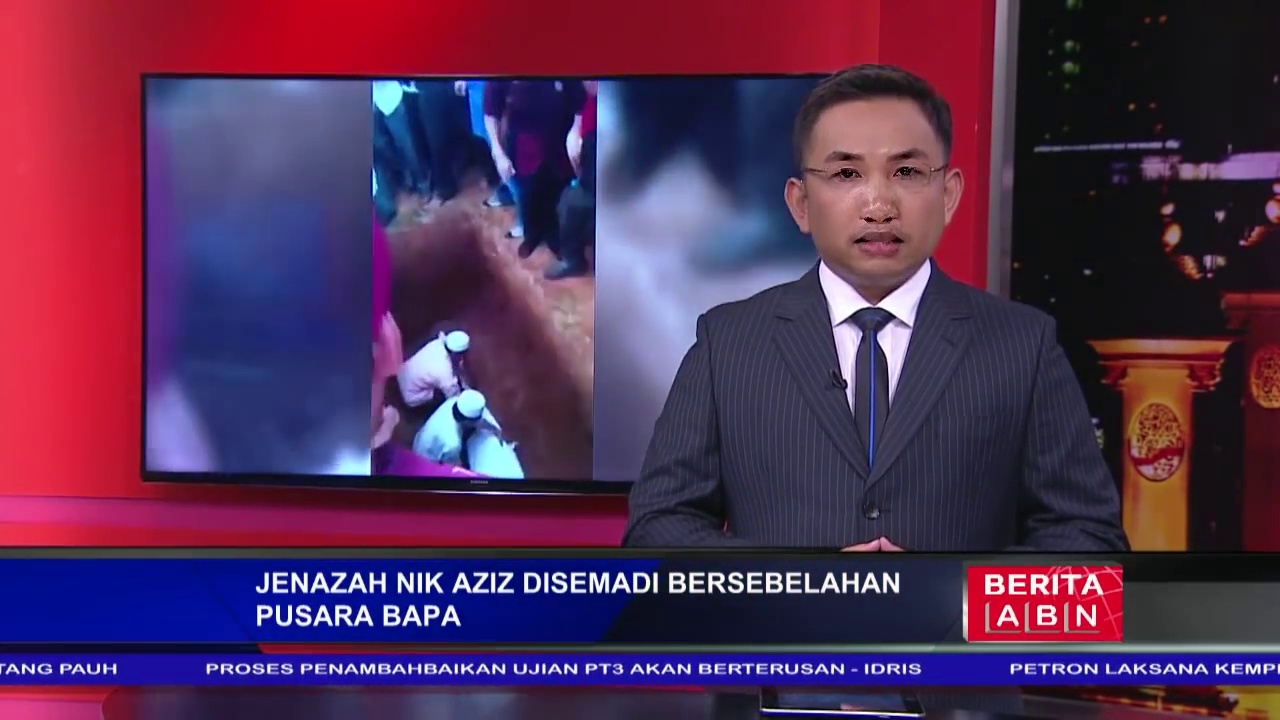 JENAZAH NIK AZIZ DISEMADI BERSEBELAHAN
PUSARA BAPA
BERITA
ABN
TANG PAUH
PROSES PENAMBAHBAIKAN UJIAN PT3 AKAN BERTERUSAN - IDRIS
PETRON LAKSANA KEMP